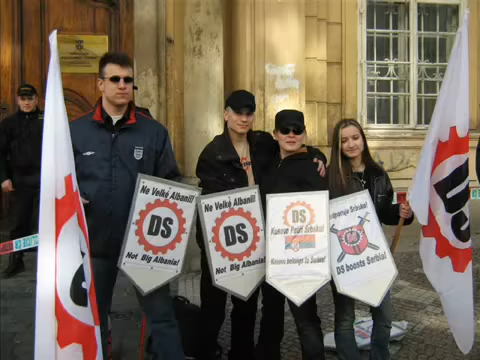 DS
Ne Velké Albánii!
DS
Not Big Albania!
Ne Velké Albánii!
DS
Not Big Albania!
DS
Kosovo Patří
Srbsku!
Kosovo belongs
to Serbia!
DS boosts
Serbia!
DS